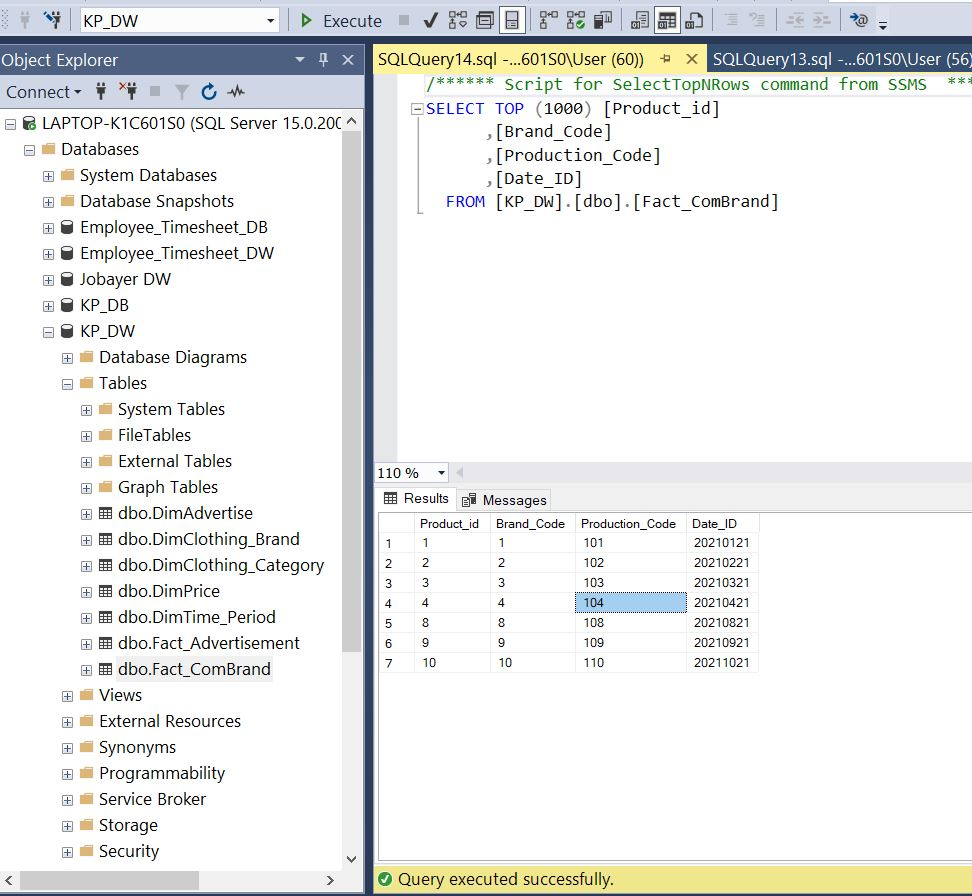 KP_DW
Execute
Object Explorer
Connect
LAPTOP-K1C601S0 (SQL Server 15.0.200
Databases
System Databases
Database Snapshots
Employee_Timesheet_DB
Employee_Timesheet_DW
Jobayer DW
KP_DB
KP_DW
Database Diagrams
Tables
System Tables
FileTables
External Tables
Graph Tables
dbo.DimAdvertise
dbo.DimClothing_Brand
dbo.DimClothing_Category
dbo.DimPrice
dbo.DimTime_Period
dbo.Fact_Advertisement
dbo.Fact_ComBrand
Views
External Resources
Synonyms
Programmability
Service Broker
Storage
Security
SQLQuery14.sql -...601S0\User (60)) SQLQuery13.sql -...601S0\User (56)
/****** Script for SelectTopNRows command from SSMS ***
SELECT TOP (1000) [Product_id]
,[Brand_Code]
,[Production_Code]
,[Date_ID]
FROM [KP_DW].[dbo].[Fact_ComBrand]
110 %
Results Messages
Product_id Brand_Code Production_Code Date_ID
1 1 1 101 20210121
2 2 2 102 20210221
3 3 3 103 20210321
4 4 4 104 20210421
5 8 8 108 20210821
6 9 9 109 20210921
7 10 10 110 20211021
Query executed successfully.